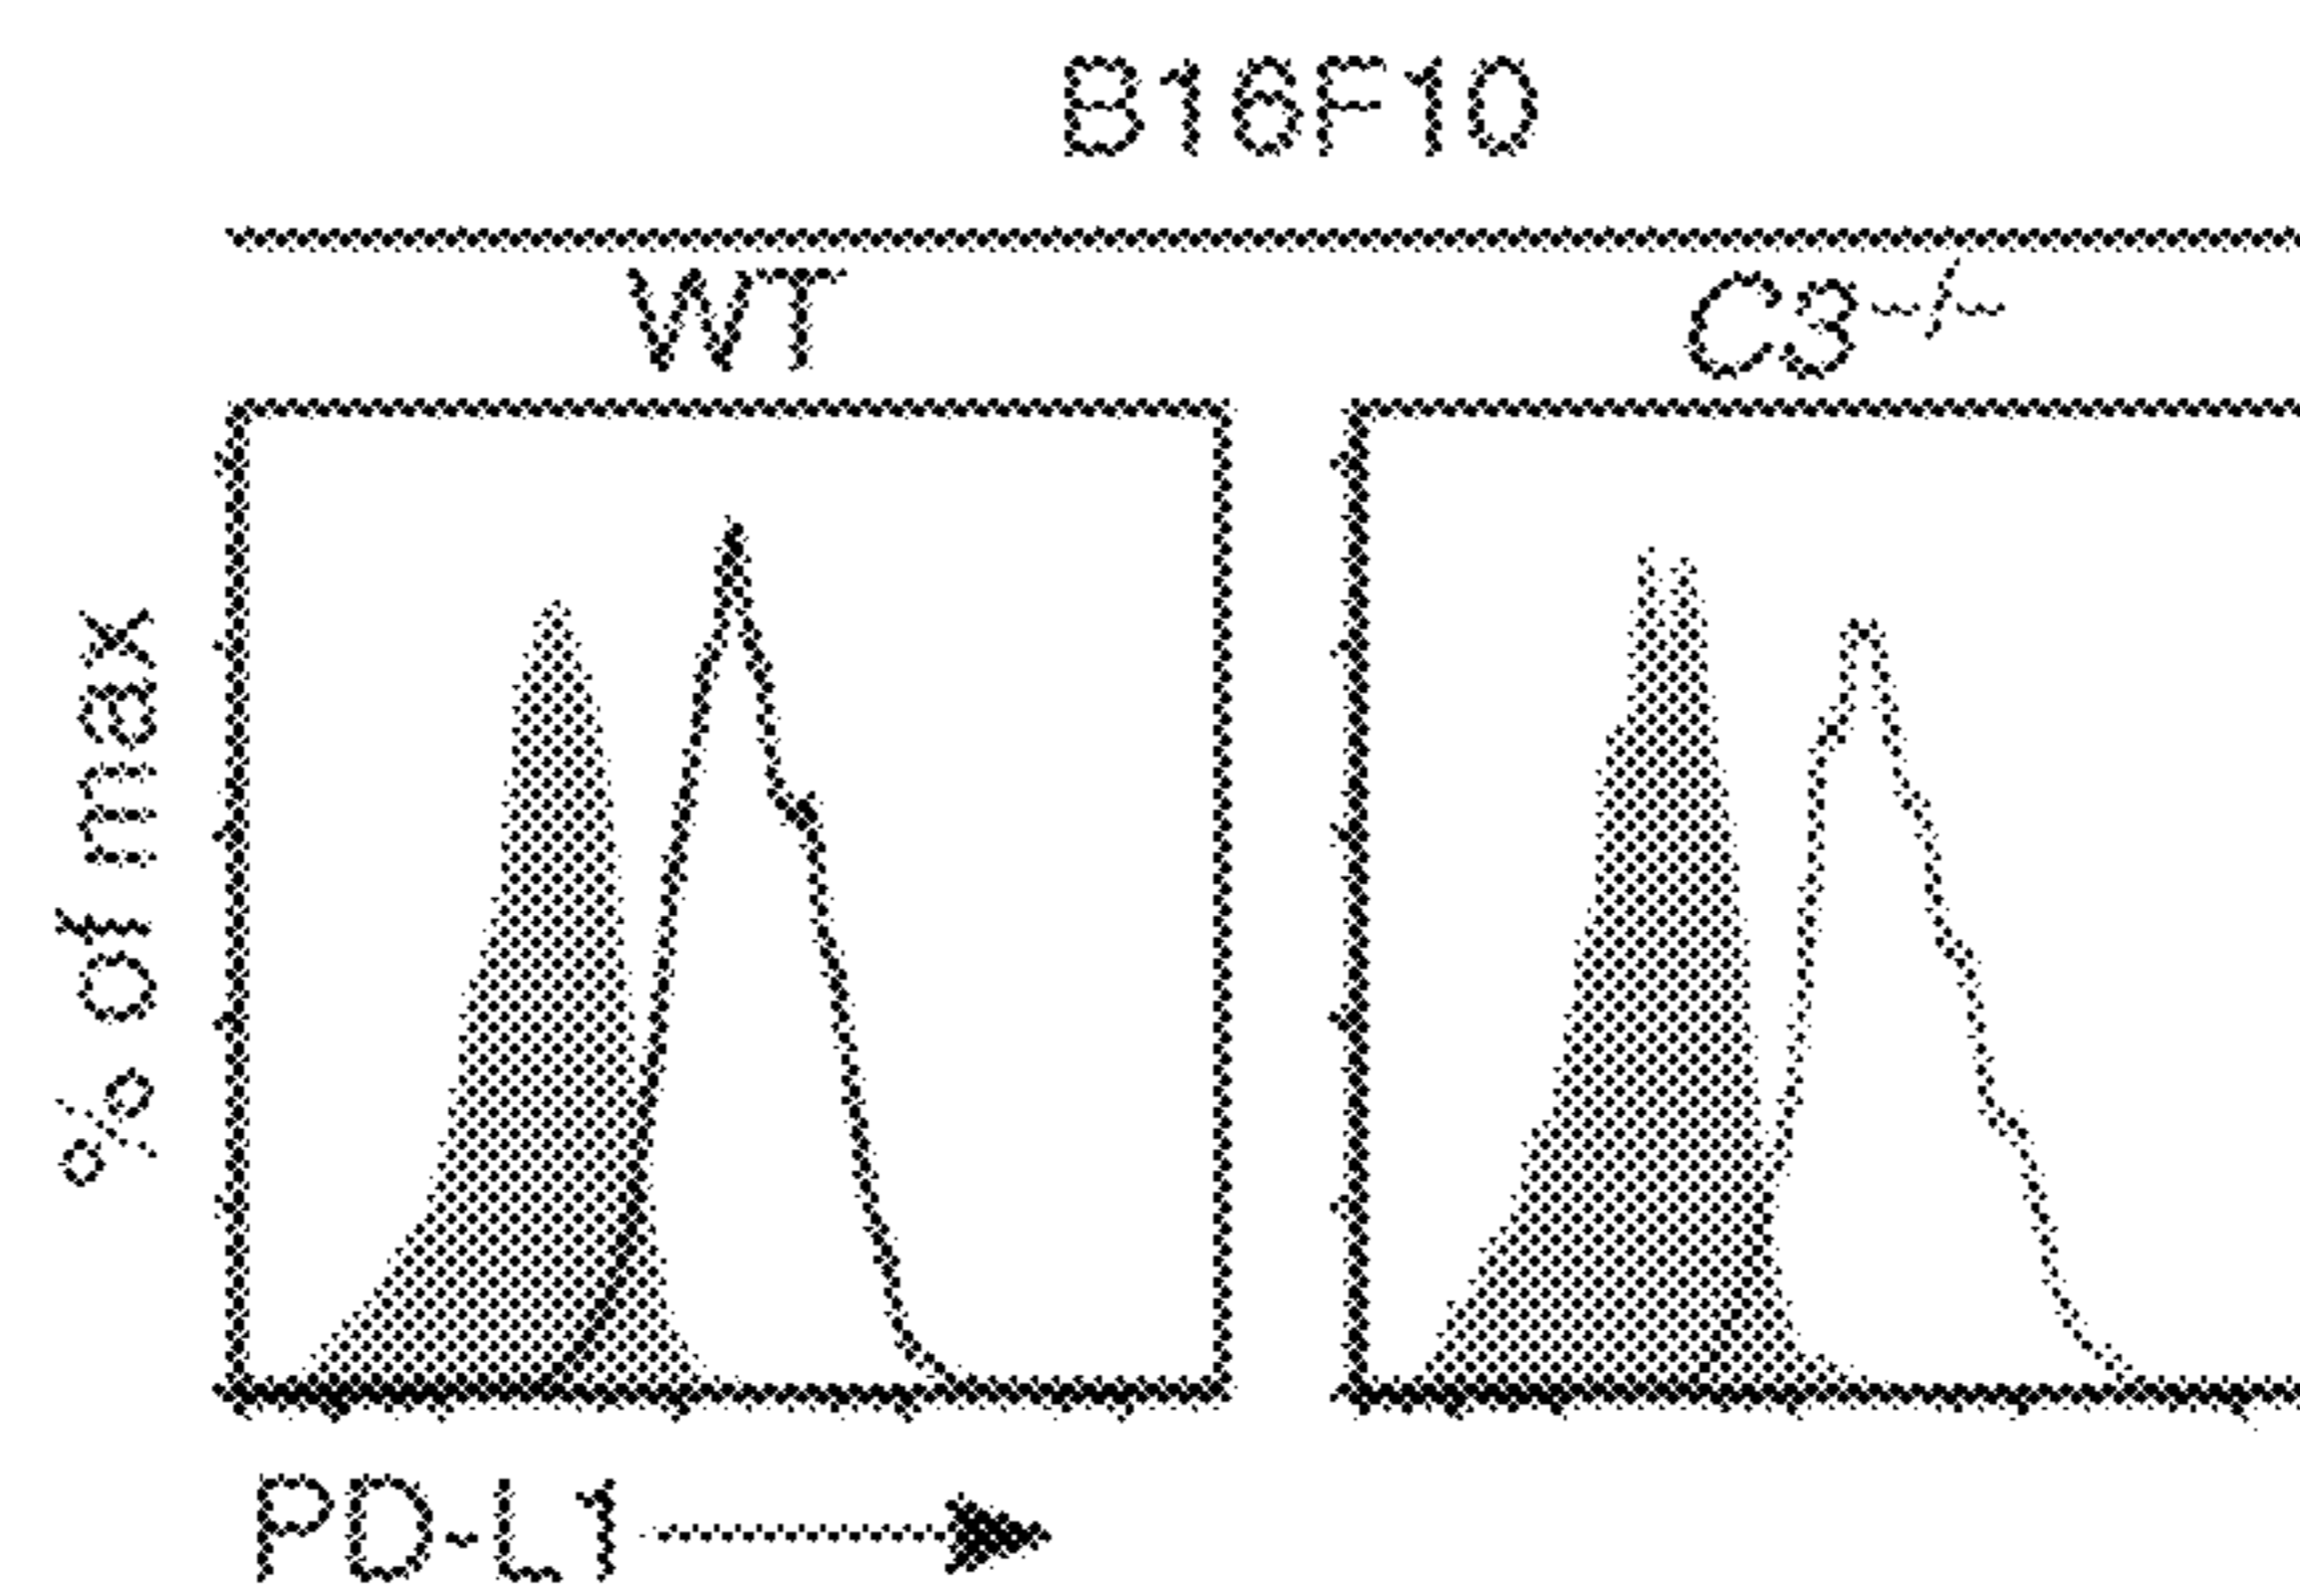 B16F10
WT
C3-/-
% of max
PD-L1